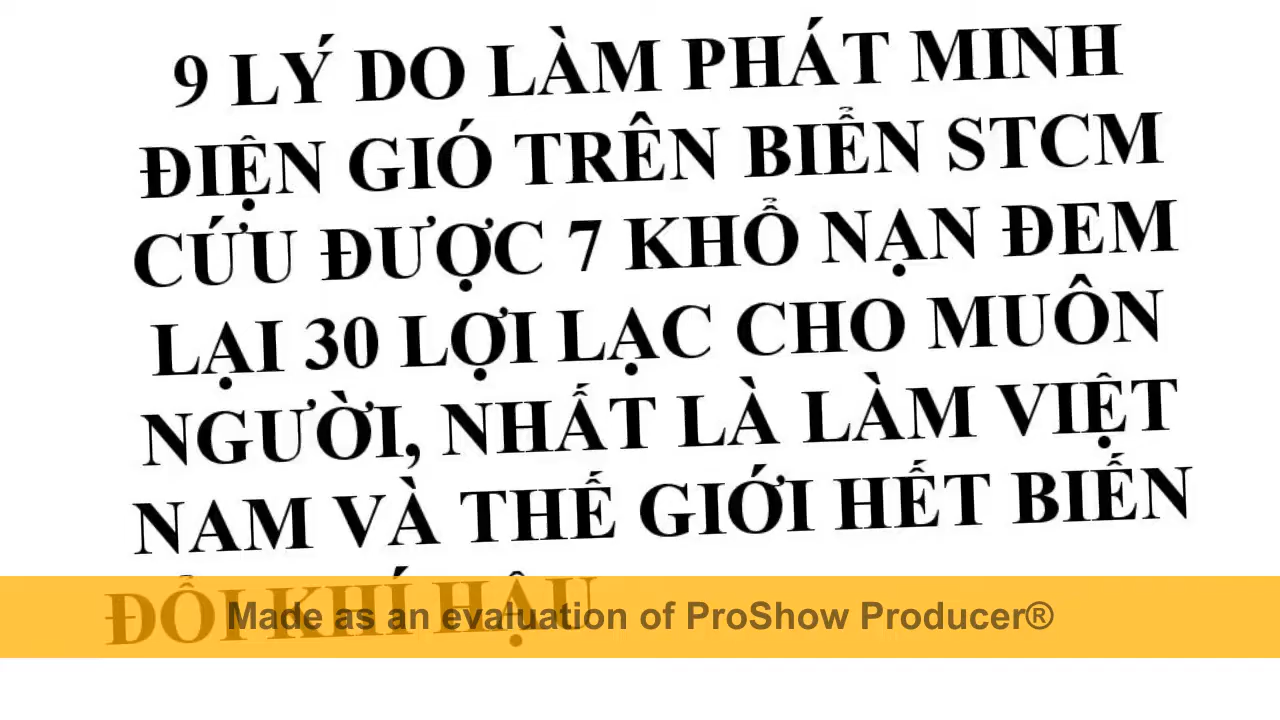 9 LÝ DO LÀM PHÁT MINH
ĐIỆN GIÓ TRÊN BIỂN STCM
CỨU ĐƯỢC 7 KHỔ NẠN ĐEM
LẠI 30 LỢI LẠC CHO MUÔN
NGƯỜI, NHẤT LÀ LÀM VIỆT
NAM VÀ THẾ GIỚI HẾT BIẾN
ĐỔI KHÍ HẬU
Made as an evaluation of ProShow Producer®